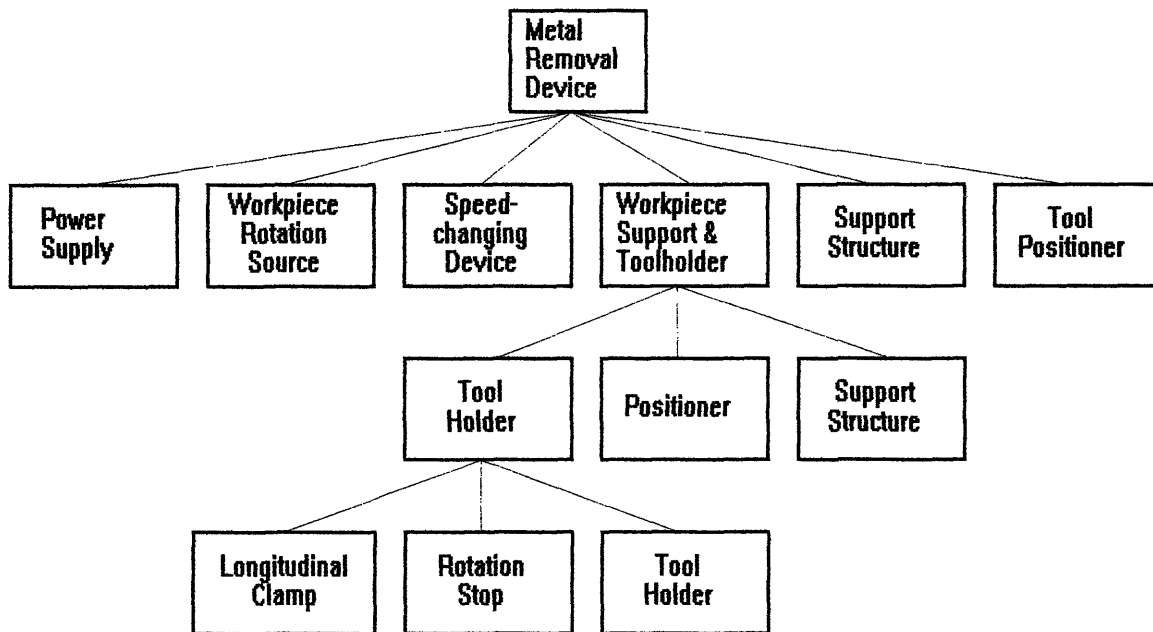 Metal
Removal
Device
Power
Supply
Workpiece
Rotation
Source
Speed-
changing
Device
Workpiece
Support &
Toolholder
Support
Structure
Tool
Positioner
Tool
Holder
Positioner
Support
Structure
Longitudinal
Clamp
Rotation
Stop
Tool
Holder